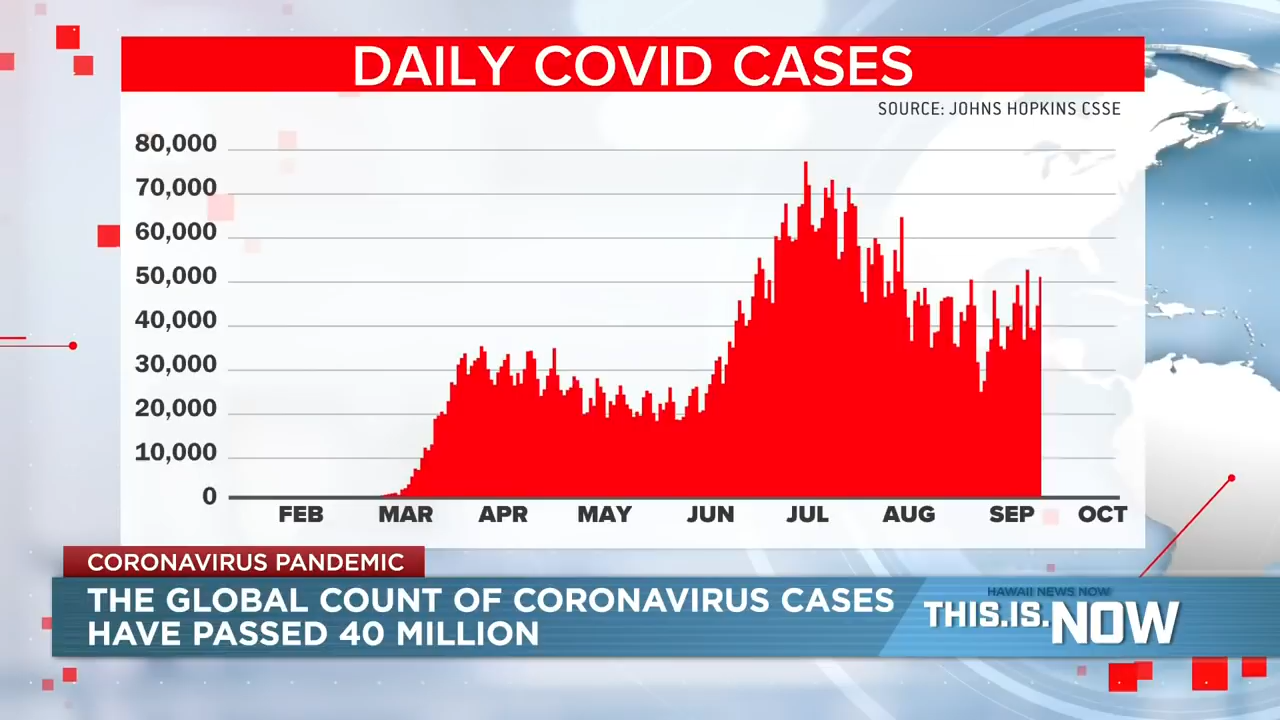 DAILY COVID CASES
SOURCE: JOHNS HOPKINS CSSE
80,000
70,000
60,000
50,000
40,000
30,000
20,000
10,000
0
FEB MAR APR MAY JUN JUL AUG SEP OCT
CORONAVIRUS PANDEMIC
THE GLOBAL COUNT OF CORONAVIRUS CASES
HAVE PASSED 40 MILLION
HAWAII NEWS NOW
THIS.IS.NOW